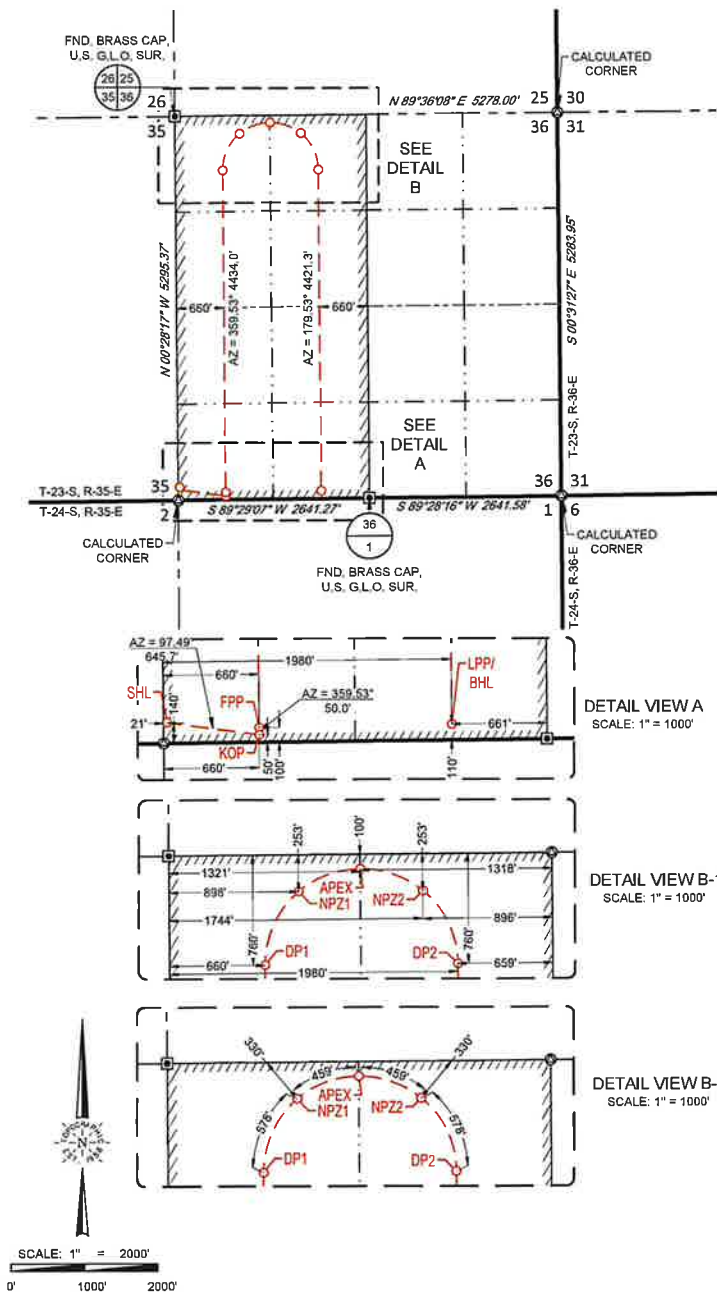 FND. BRASS CAP,
U.S. G.L.O. SUR.
26 25
35 36
26
35
N 89°36'08" E 5278.00'
CALCULATED
CORNER
25 30
36 31
SEE
DETAIL
B
N 00°28'17" W 5295.37'
660'
AZ = 359.53° 4434.0'
AZ = 179.53° 4421.3'
660'
S 00°31'27" E 5283.95'
T-23-S, R-36-E
SEE
DETAIL
A
T-23-S, R-35-E
35
T-24-S, R-35-E
2
S 89°29'07" W 2641.27'
S 89°28'16" W 2641.58'
36 31
1 6
CALCULATED
CORNER
36
1
FND. BRASS CAP,
U.S. G.L.O. SUR.
CALCULATED
CORNER
T-24-S, R-36-E
AZ = 97.49°
645.7'
1980'
660'
SHL
FPP
AZ = 359.53°
50.0'
LPP/
BHL
21'
140'
661'
KOP
660'
50'
100'
110'
DETAIL VIEW A
SCALE: 1" = 1000'
253'
100'
253'
1321'
1318'
898'
APEX
NPZ1
NPZ2
1744'
896'
760'
760'
DP1
DP2
660'
659'
1980'
DETAIL VIEW B-1
SCALE: 1" = 1000'
330'
330'
459'
459'
APEX
NPZ1
NPZ2
578'
578'
DP1
DP2
DETAIL VIEW B-
SCALE: 1" = 1000'
TOPOGRAPHIC
N
EST. 1958
SCALE: 1" = 2000'
0' 1000' 2000'